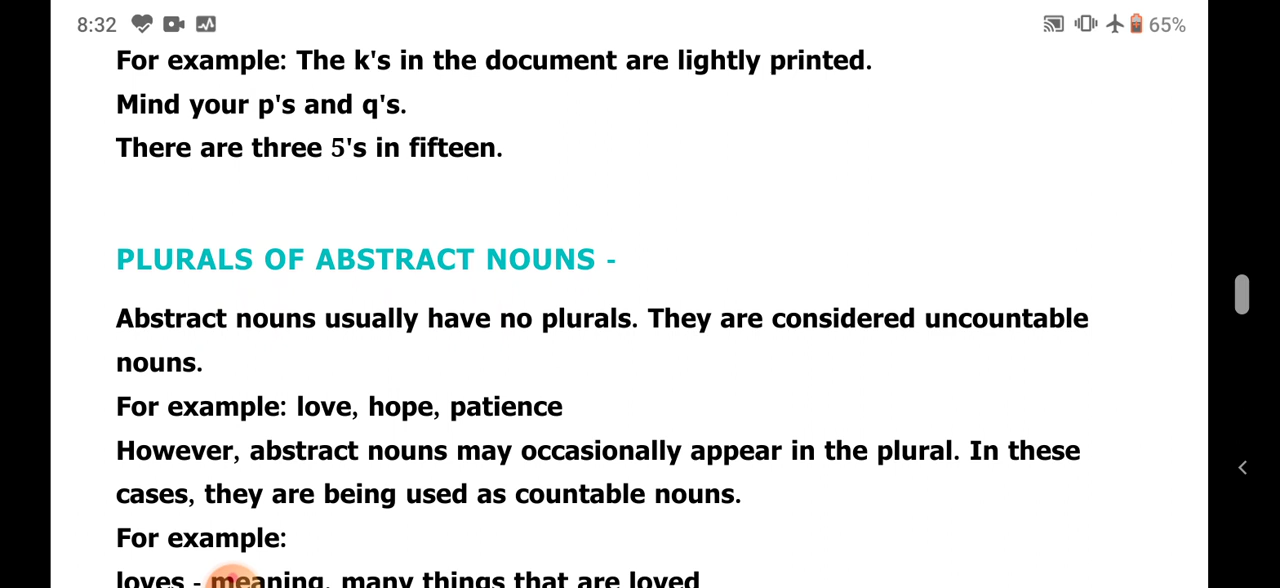 8:32 65%
For example: The k's in the document are lightly printed.
Mind your p's and q's.
There are three 5's in fifteen.
PLURALS OF ABSTRACT NOUNS -
Abstract nouns usually have no plurals. They are considered uncountable
nouns.
For example: love, hope, patience
However, abstract nouns may occasionally appear in the plural. In these
cases, they are being used as countable nouns.
For example:
loves - meaning, many things that are loved